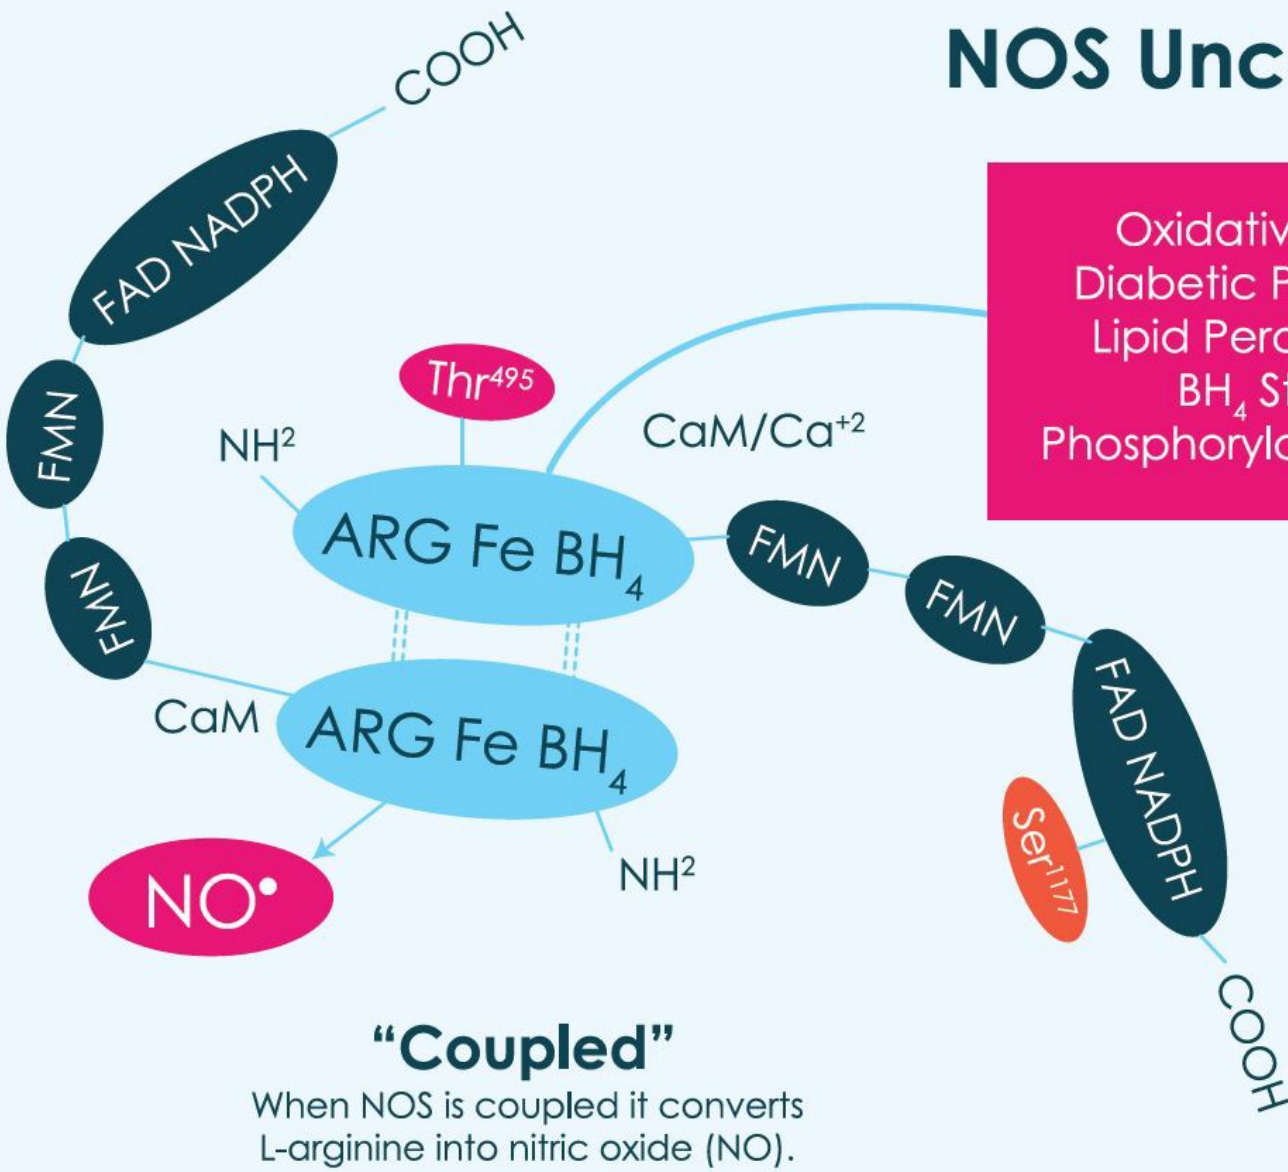 NOS Unc
COOH
FAD NADPH
FMN
FMN
CaM
Oxidativ
Diabetic P
Lipid Pero
BH₄ St
Phosphoryla
Thr⁴⁹⁵
NH²
CaM/Ca⁺²
ARG Fe BH₄
FMN
FMN
FAD NADPH
Ser¹¹⁷⁷
COOH
ARG Fe BH₄
NH²
NO•
“Coupled”
When NOS is coupled it converts
L-arginine into nitric oxide (NO).